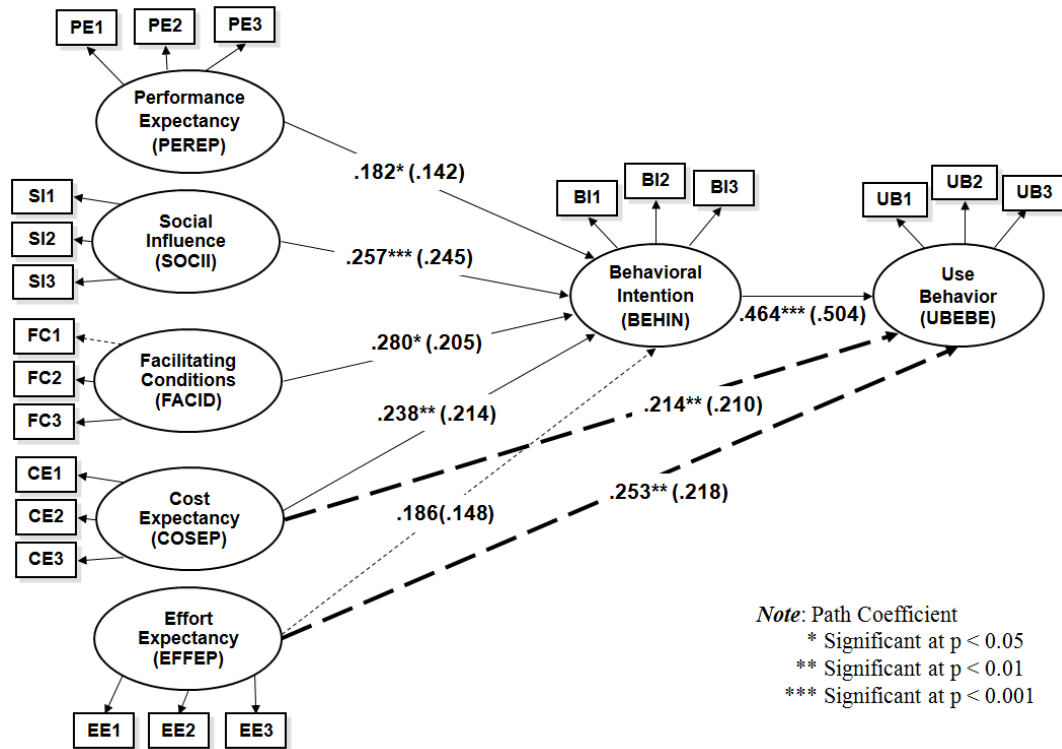 PE1
PE2
PE3
Performance
Expectancy
(PEREP)
.182* (.142)
SI1
SI2
SI3
Social
Influence
(SOCII)
.257*** (.245)
BI1
BI2
BI3
Behavioral
Intention
(BEHIN)
.464*** (.504)
UB1
UB2
UB3
Use
Behavior
(UBEBE)
FC1
FC2
FC3
Facilitating
Conditions
(FACID)
.280* (.205)
.238** (.214)
.214** (.210)
CE1
CE2
CE3
Cost
Expectancy
(COSEP)
.186(.148)
.253** (.218)
Effort
Expectancy
(EFFEP)
EE1
EE2
EE3
Note: Path Coefficient
* Significant at p < 0.05
** Significant at p < 0.01
*** Significant at p < 0.001